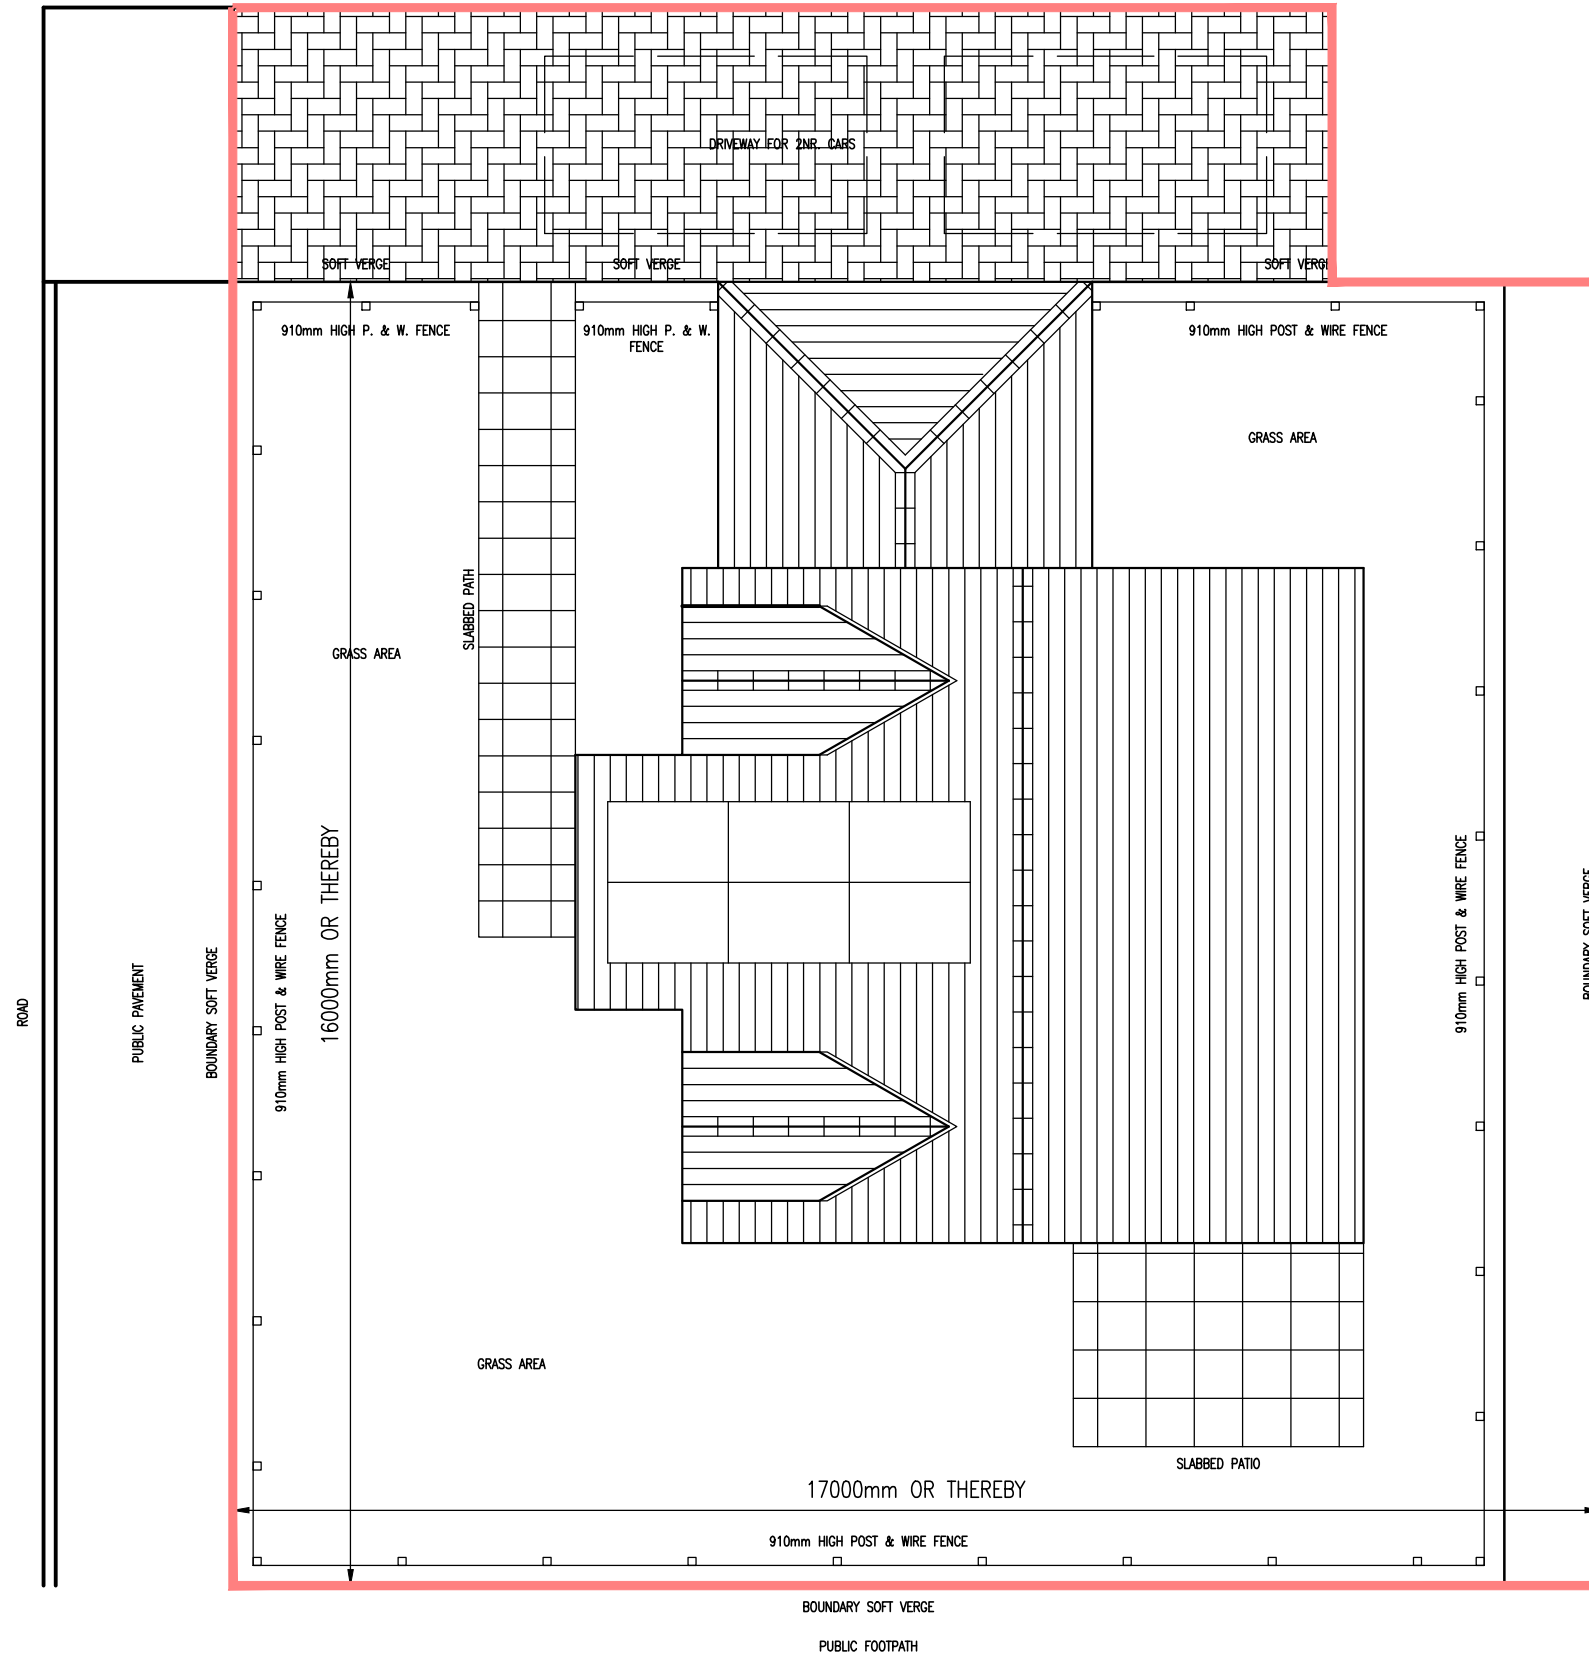 DRIVEWAY FOR 2NR. CARS
SOFT VERGE
SOFT VERGE
SOFT VERGE
910mm HIGH P. & W. FENCE
910mm HIGH P. & W.
FENCE
910mm HIGH POST & WIRE FENCE
GRASS AREA
SLABBED PATH
GRASS AREA
16000mm OR THEREBY
910mm HIGH POST & WIRE FENCE
BOUNDARY SOFT VERGE
PUBLIC PAVEMENT
ROAD
910mm HIGH POST & WIRE FENCE
BOUNDARY SOFT VERGE
GRASS AREA
SLABBED PATIO
17000mm OR THEREBY
910mm HIGH POST & WIRE FENCE
BOUNDARY SOFT VERGE
PUBLIC FOOTPATH